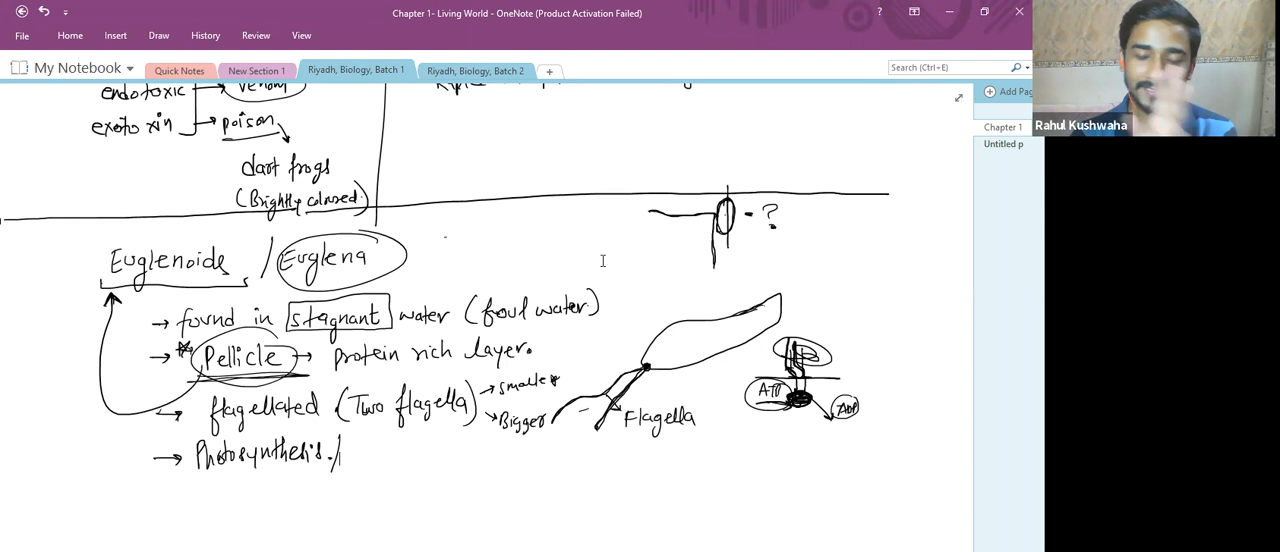 Chapter 1- Living World - OneNote (Product Activation Failed)
?
File Home Insert Draw History Review View
My Notebook
Quick Notes
New Section 1
Riyadh, Biology, Batch 1
Riyadh, Biology, Batch 2
Search (Ctrl+E)
Add Pag
Chapter 1
Untitled p
Rahul Kushwaha
endotoxic → venom
exotoxin → poison
dart frogs
(Brightly coloured)
- ?
Euglenoids / Euglena
→ found in stagnant water (foul water)
→ * Pellicle → protein rich layer.
→ flagellated (Two flagella) → smaller
→ Bigger
Flagella
→ Photosynthesis./
ATP
ADP